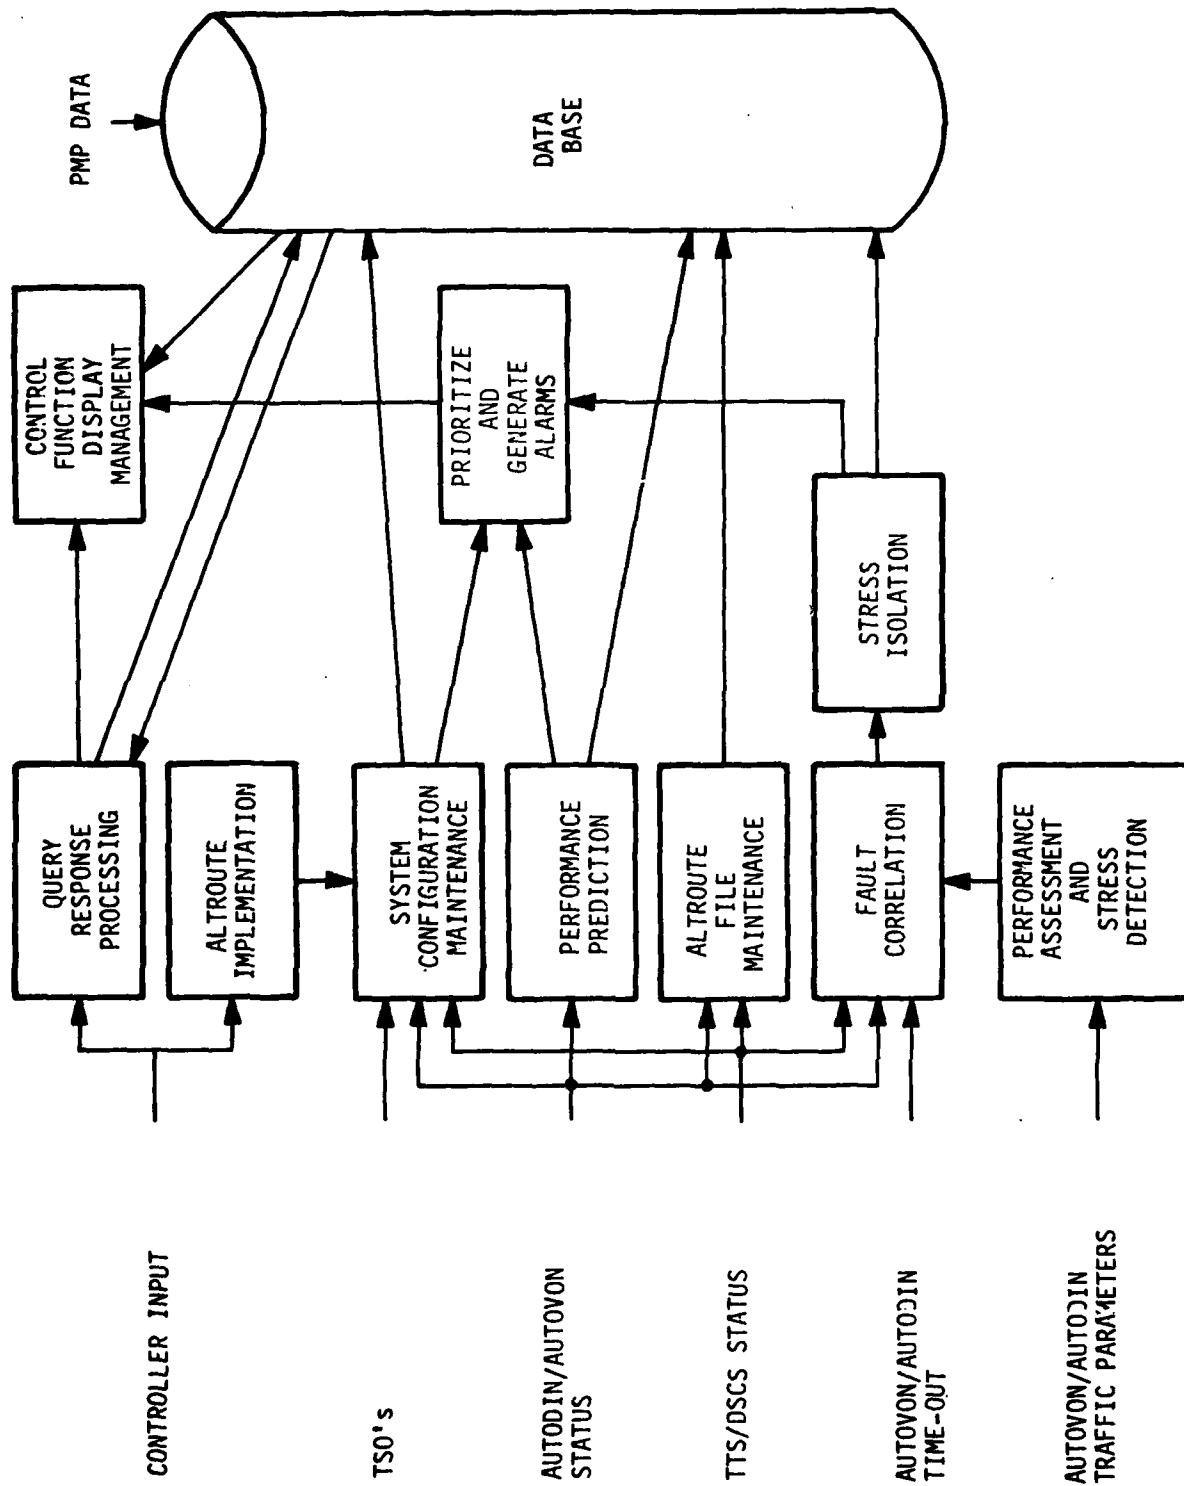 CONTROLLER INPUT
TSO's
AUTODIN/AUTOVON
STATUS
TTS/DSCS STATUS
AUTOVON/AUTODIN
TIME-OUT
AUTOVON/AUTODIN
TRAFFIC PARAMETERS
QUERY
RESPONSE
PROCESSING
ALTROUTE
IMPLEMENTATION
SYSTEM
CONFIGURATION
MAINTENANCE
PERFORMANCE
PREDICTION
ALTROUTE
FILE
MAINTENANCE
FAULT
CORRELATION
PERFORMANCE
ASSESSMENT
AND
STRESS
DETECTION
STRESS
ISOLATION
CONTROL
FUNCTION
DISPLAY
MANAGEMENT
PRIORITIZE
AND
GENERATE
ALARMS
PMP DATA
DATA
BASE